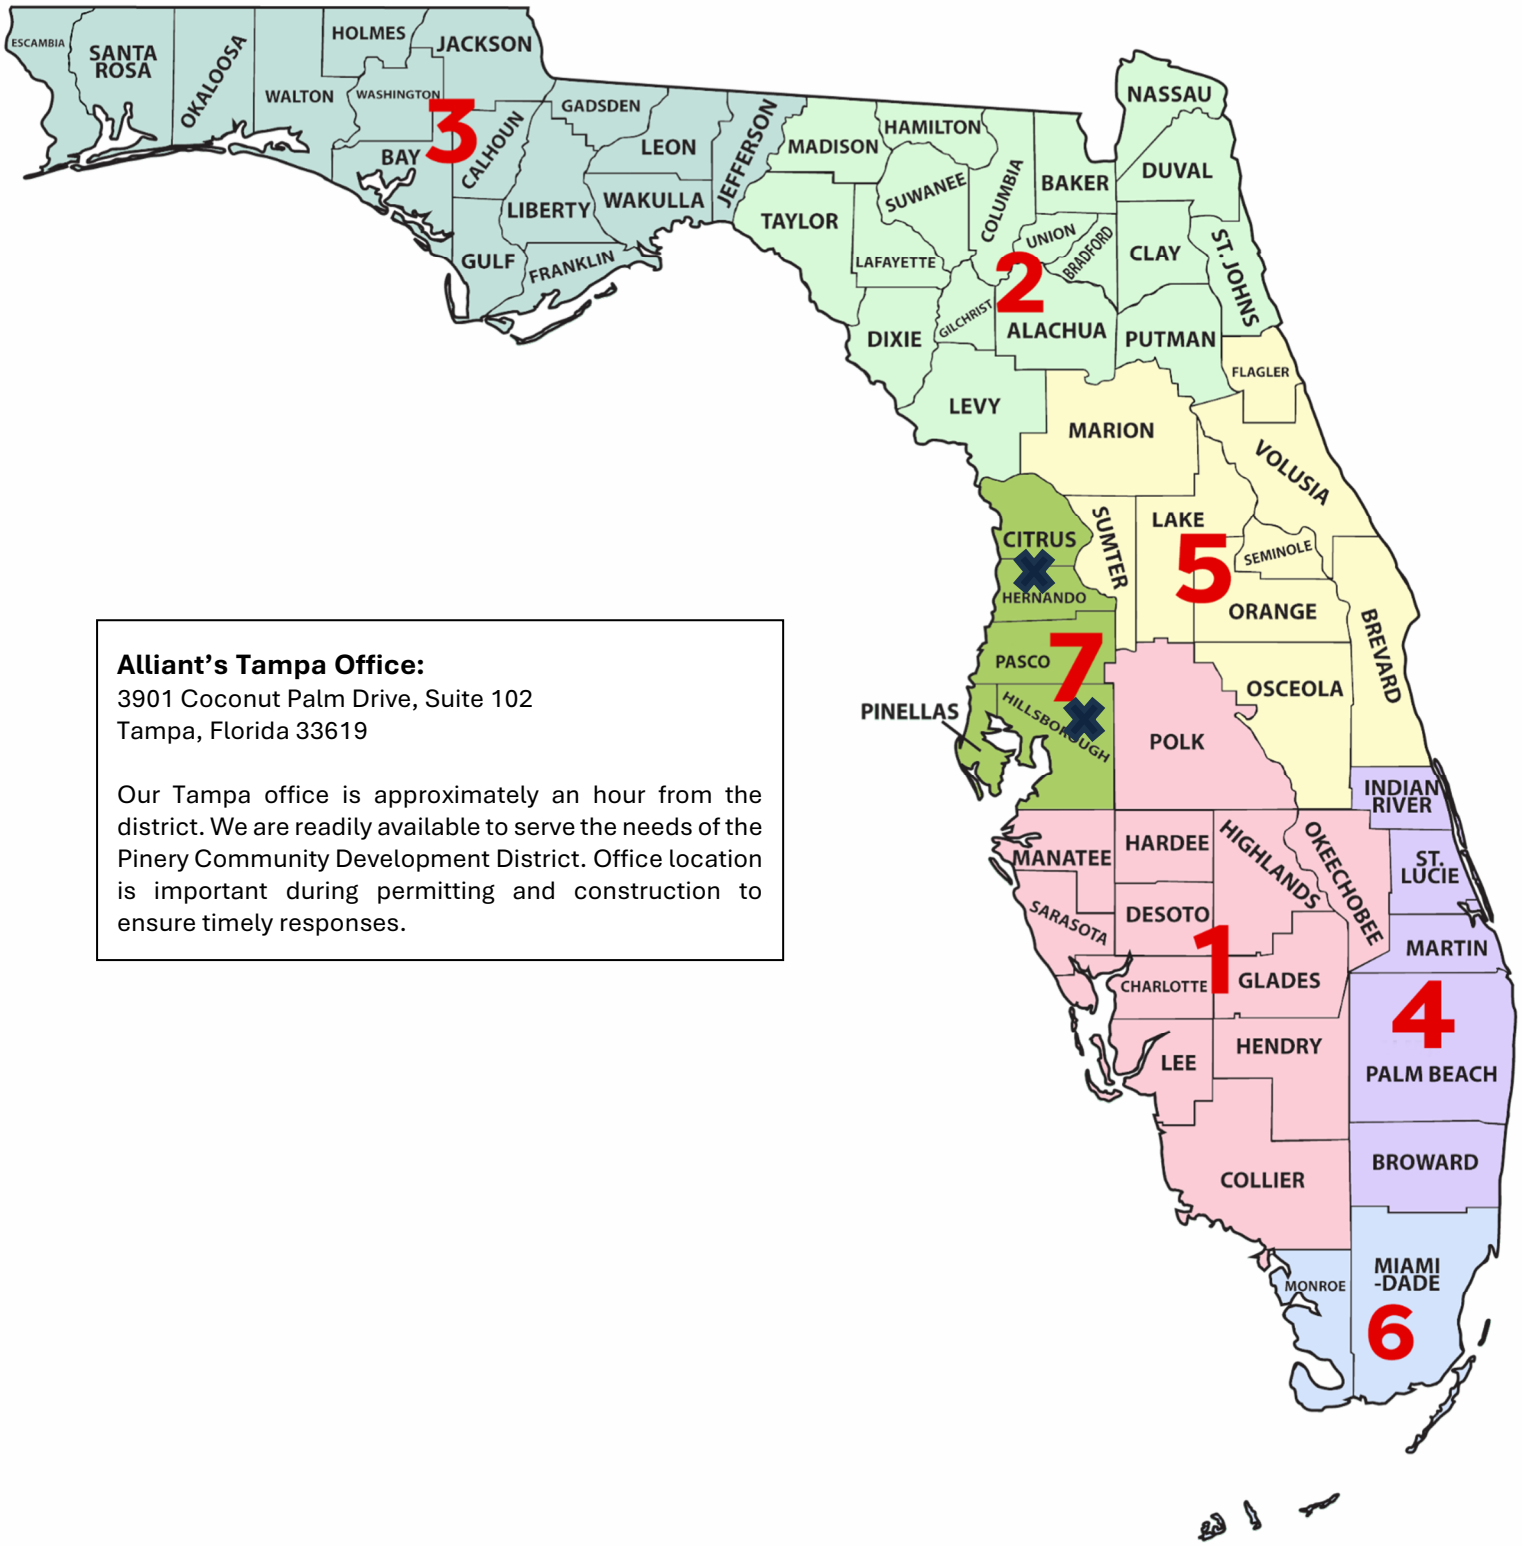 ESCAMBIA
SANTA
ROSA
OKALOOSA
WALTON
HOLMES
WASHINGTON
JACKSON
BAY
3
CALHOUN
GULF
GADSDEN
LIBERTY
FRANKLIN
LEON
WAKULLA
JEFFERSON
MADISON
TAYLOR
HAMILTON
SUWANEE
LAFAYETTE
DIXIE
COLUMBIA
GILCHRIST
2
BAKER
UNION
BRADFORD
ALACHUA
LEVY
NASSAU
DUVAL
CLAY
ST. JOHNS
PUTMAN
FLAGLER
MARION
VOLUSIA
CITRUS
SUMTER
LAKE
5
SEMINOLE
HERNANDO
ORANGE
BREVARD
PASCO
7
OSCEOLA
HILLSBOROUGH
PINELLAS
POLK
INDIAN
RIVER
MANATEE
HARDEE
HIGHLANDS
OKEECHOBEE
ST.
LUCIE
SARASOTA
DESOTO
1
MARTIN
CHARLOTTE
GLADES
4
LEE
HENDRY
PALM BEACH
COLLIER
BROWARD
MONROE
MIAMI
-DADE
6
Alliant’s Tampa Office:
3901 Coconut Palm Drive, Suite 102
Tampa, Florida 33619
Our Tampa office is approximately an hour from the
district. We are readily available to serve the needs of the
Pinery Community Development District. Office location
is important during permitting and construction to
ensure timely responses.